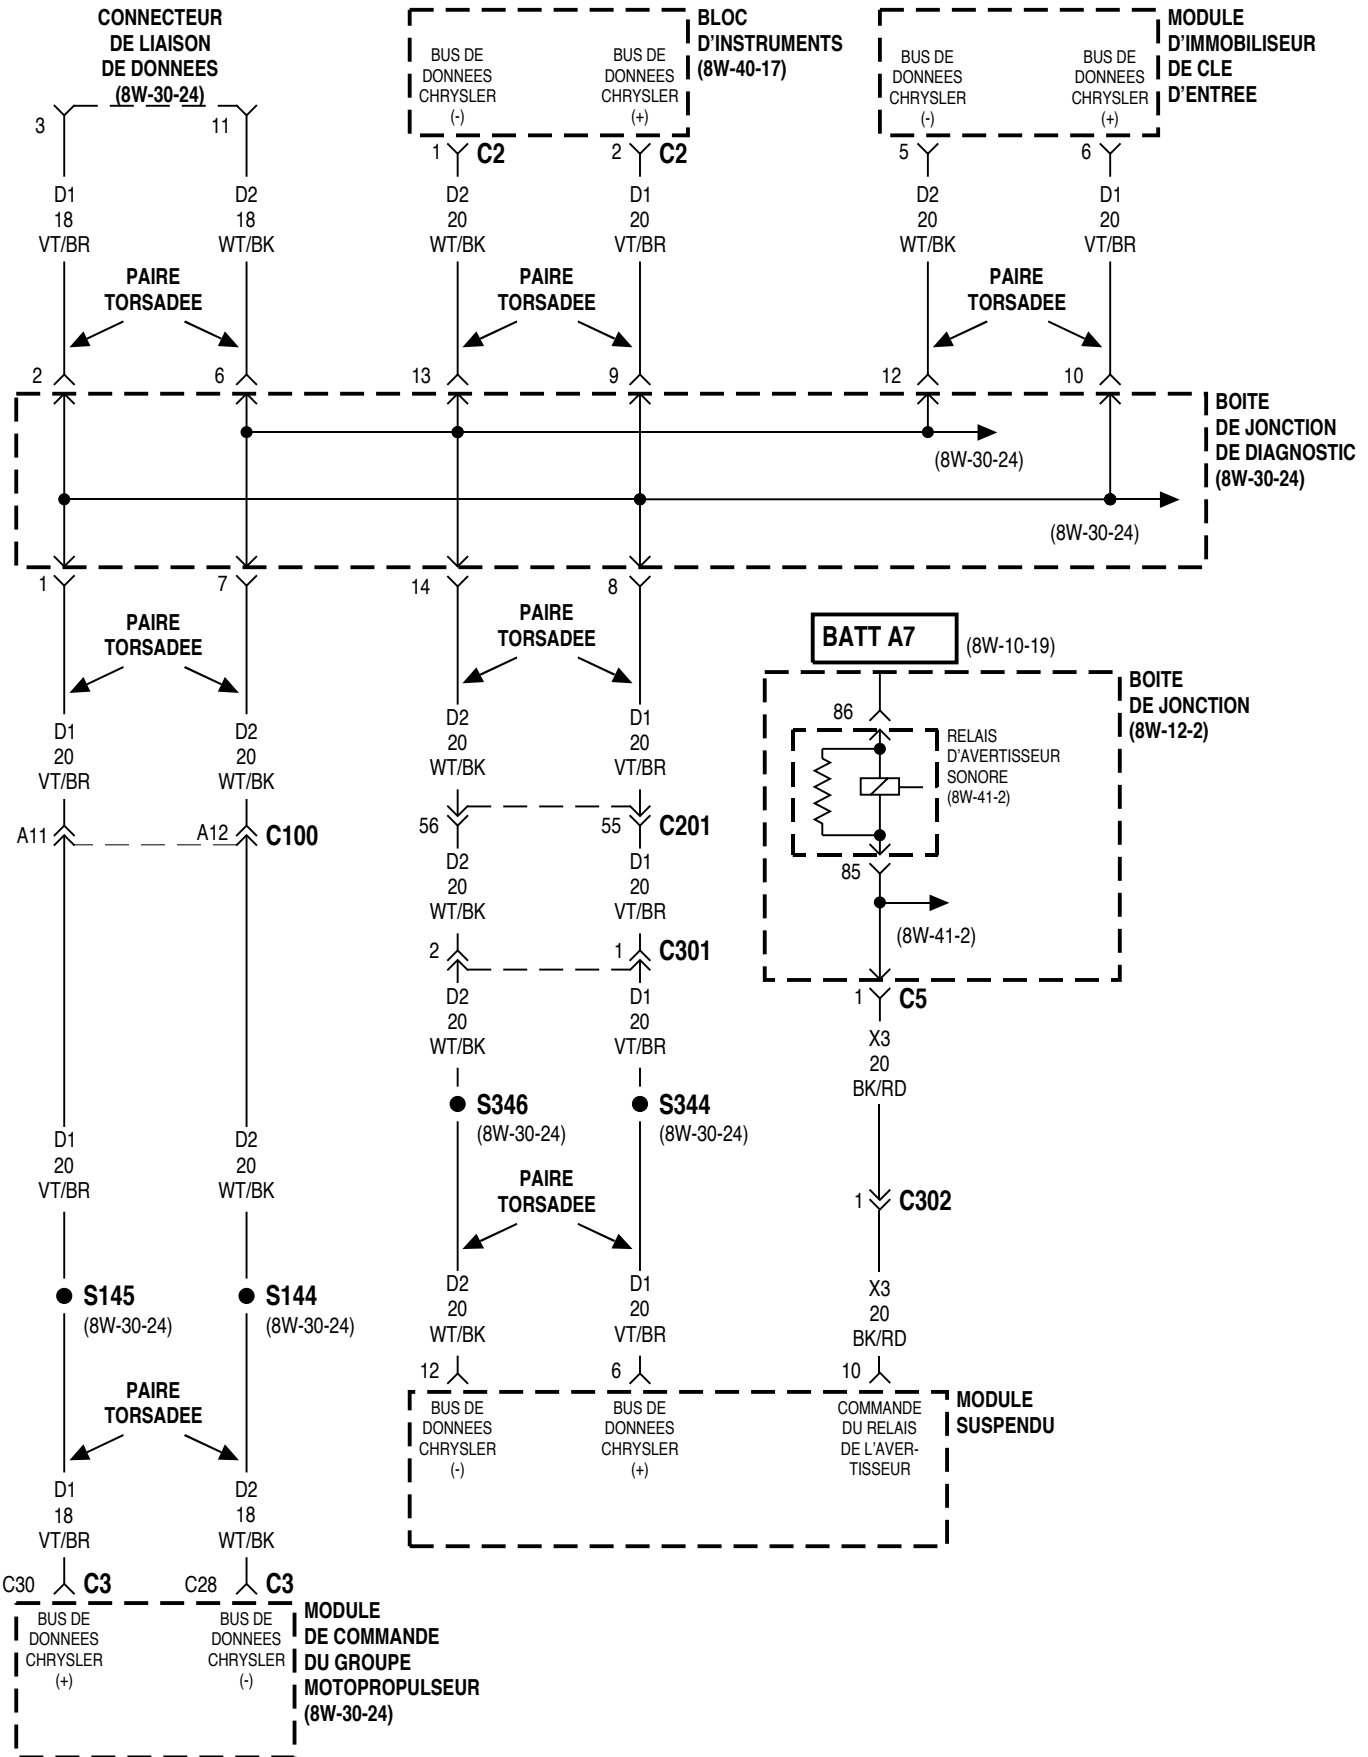 CONNECTEUR
DE LIAISON
DE DONNEES
(8W-30-24)
3
11
BUS DE
DONNEES
CHRYSLER
(-)
BUS DE
DONNEES
CHRYSLER
(+)
BLOC
D'INSTRUMENTS
(8W-40-17)
BUS DE
DONNEES
CHRYSLER
(-)
BUS DE
DONNEES
CHRYSLER
(+)
MODULE
D'IMMOBILISEUR
DE CLE
D'ENTREE
1 C2
2 C2
5
6
D1
18
VT/BR
D2
18
WT/BK
D2
20
WT/BK
D1
20
VT/BR
D2
20
WT/BK
D1
20
VT/BR
PAIRE
TORSADEE
PAIRE
TORSADEE
PAIRE
TORSADEE
2
6
13
9
12
10
BOITE
DE JONCTION
DE DIAGNOSTIC
(8W-30-24)
(8W-30-24)
(8W-30-24)
1
7
14
8
PAIRE
TORSADEE
PAIRE
TORSADEE
D1
20
VT/BR
D2
20
WT/BK
D2
20
WT/BK
D1
20
VT/BR
BATT A7
(8W-10-19)
BOITE
DE JONCTION
(8W-12-2)
86
RELAIS
D'AVERTISSEUR
SONORE
(8W-41-2)
85
(8W-41-2)
A11
A12 C100
56
55 C201
D2
20
WT/BK
D1
20
VT/BR
2
1 C301
D2
20
WT/BK
D1
20
VT/BR
1 C5
X3
20
BK/RD
S346
(8W-30-24)
S344
(8W-30-24)
D1
20
VT/BR
D2
20
WT/BK
PAIRE
TORSADEE
1 C302
S145
(8W-30-24)
S144
(8W-30-24)
D2
20
WT/BK
D1
20
VT/BR
X3
20
BK/RD
12
6
10
PAIRE
TORSADEE
BUS DE
DONNEES
CHRYSLER
(-)
BUS DE
DONNEES
CHRYSLER
(+)
COMMANDE
DU RELAIS
DE L'AVER-
TISSEUR
MODULE
SUSPENDU
D1
18
VT/BR
D2
18
WT/BK
C30 C3
C28 C3
BUS DE
DONNEES
CHRYSLER
(+)
BUS DE
DONNEES
CHRYSLER
(-)
MODULE
DE COMMANDE
DU GROUPE
MOTOPROPULSEUR
(8W-30-24)